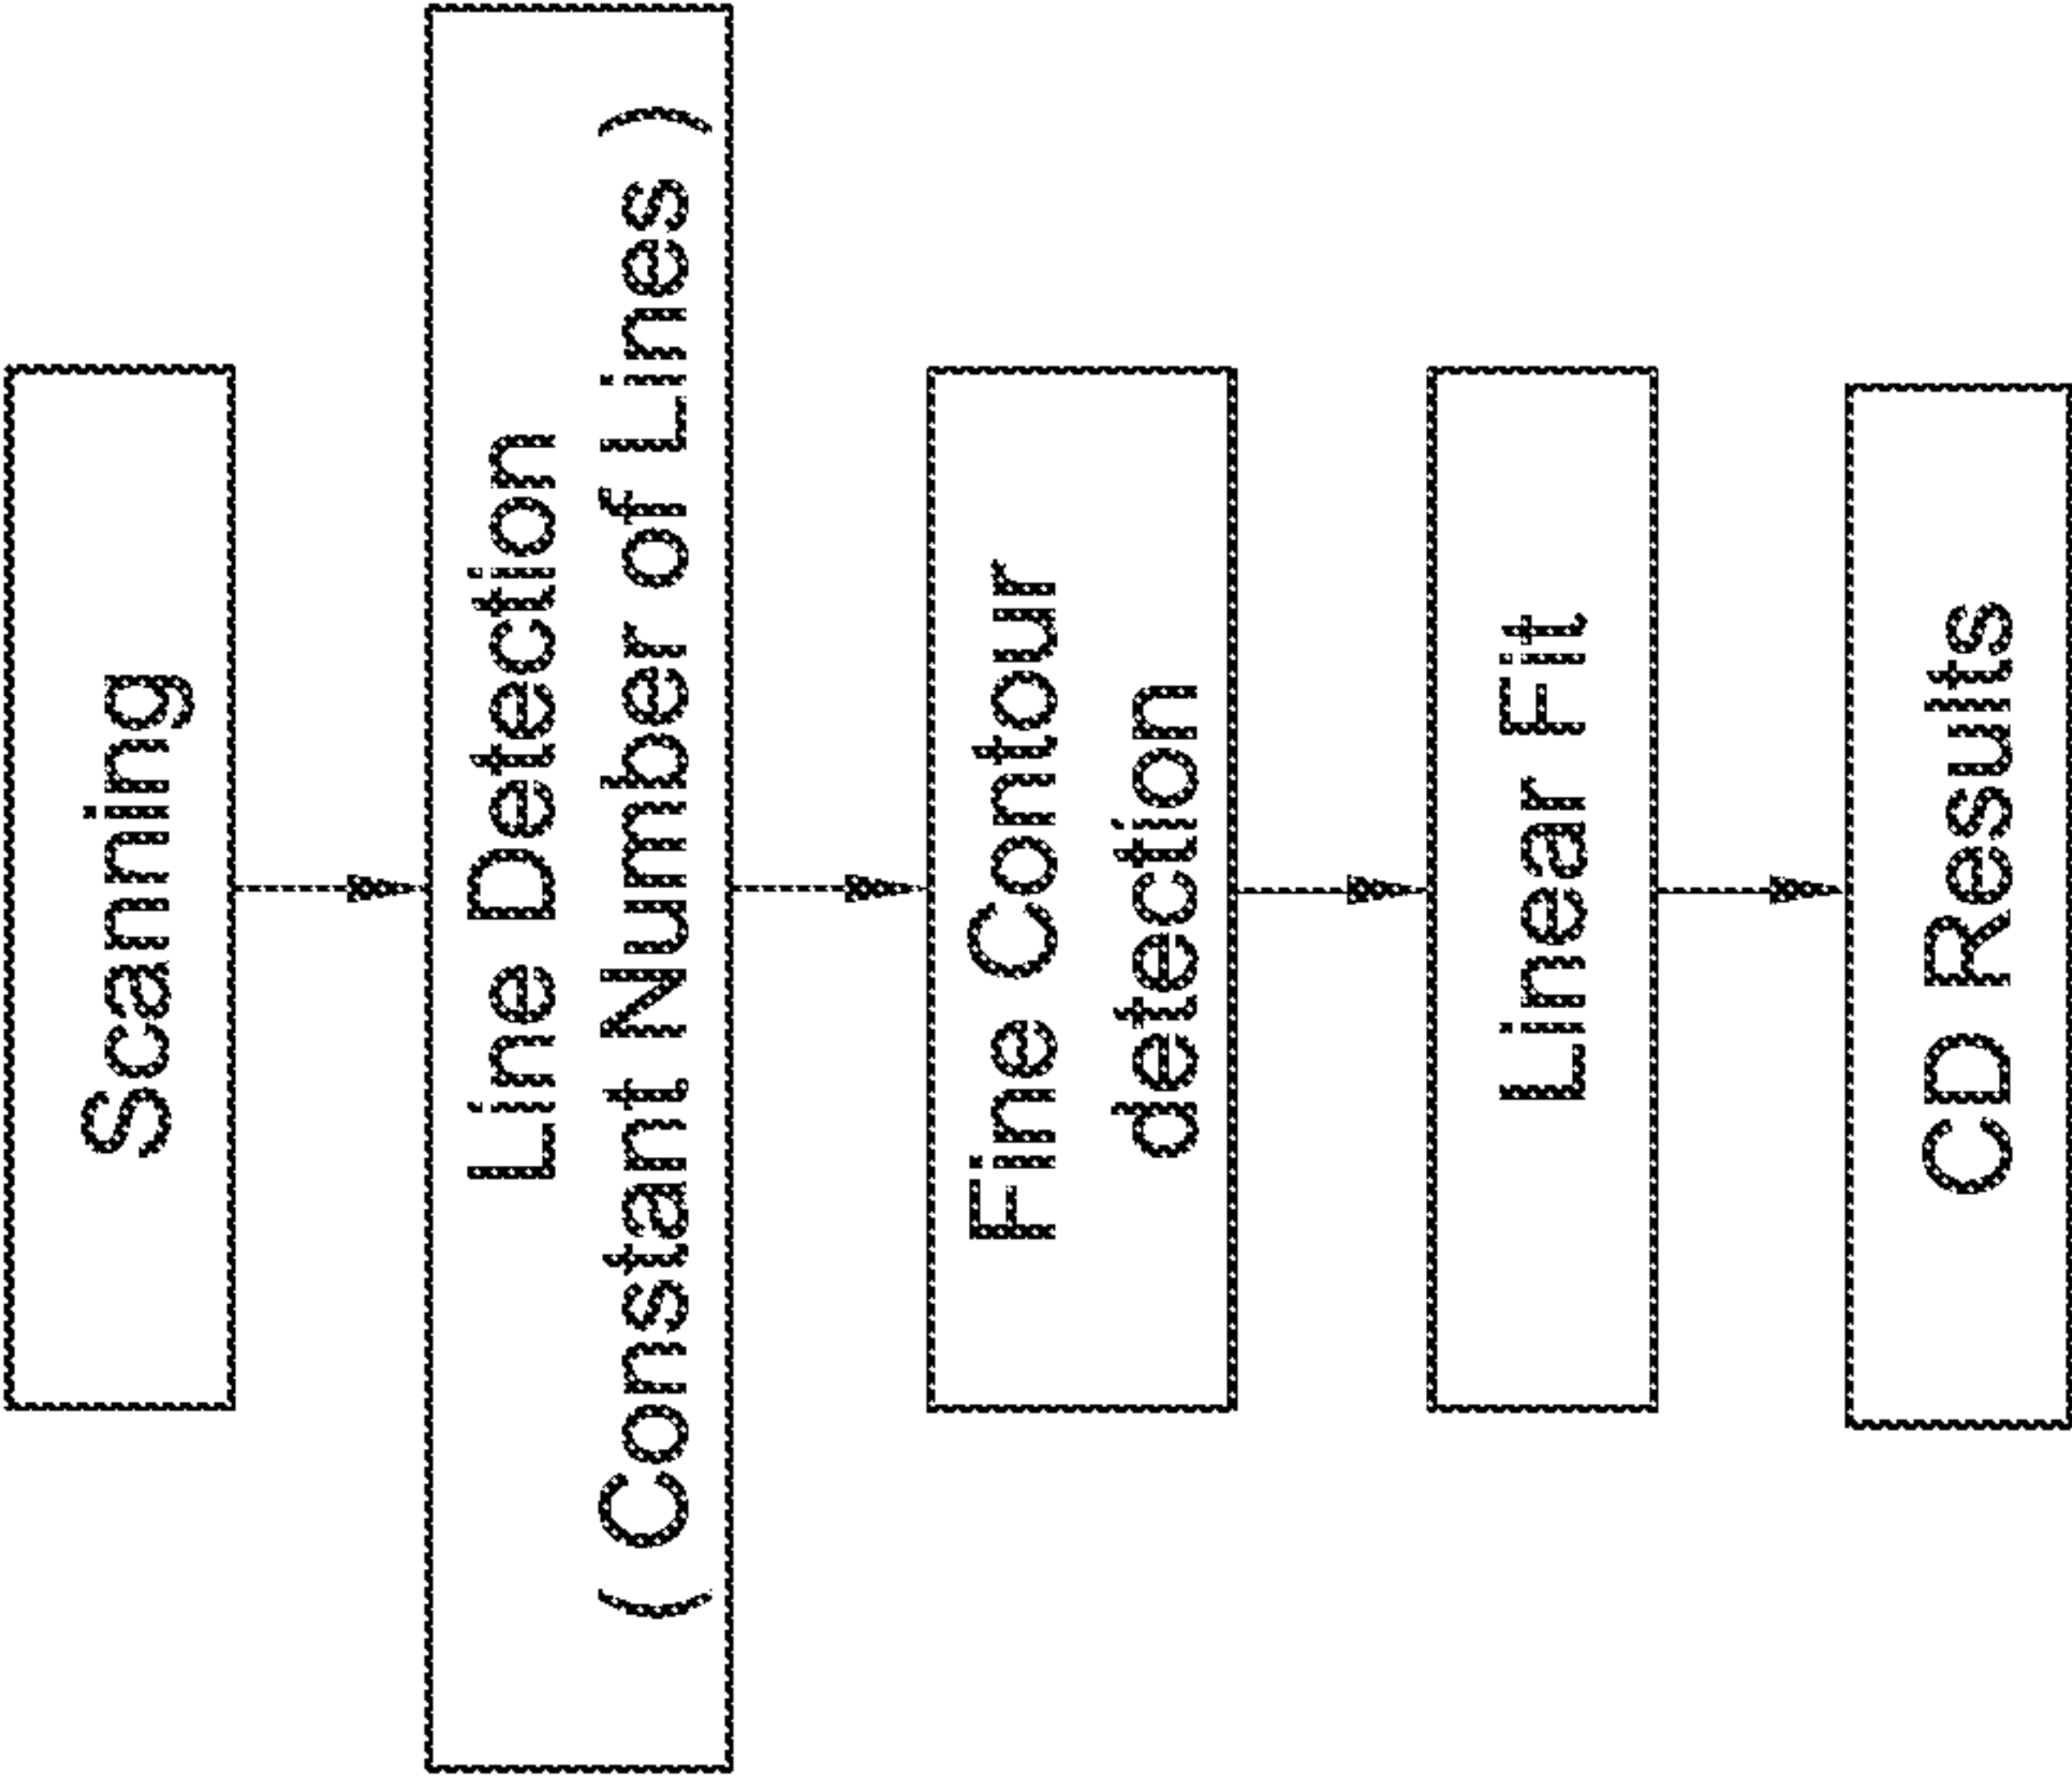 Scanning
Line Detection
( Constant Number of Lines )
Fine Contour
detection
Linear Fit
CD Results